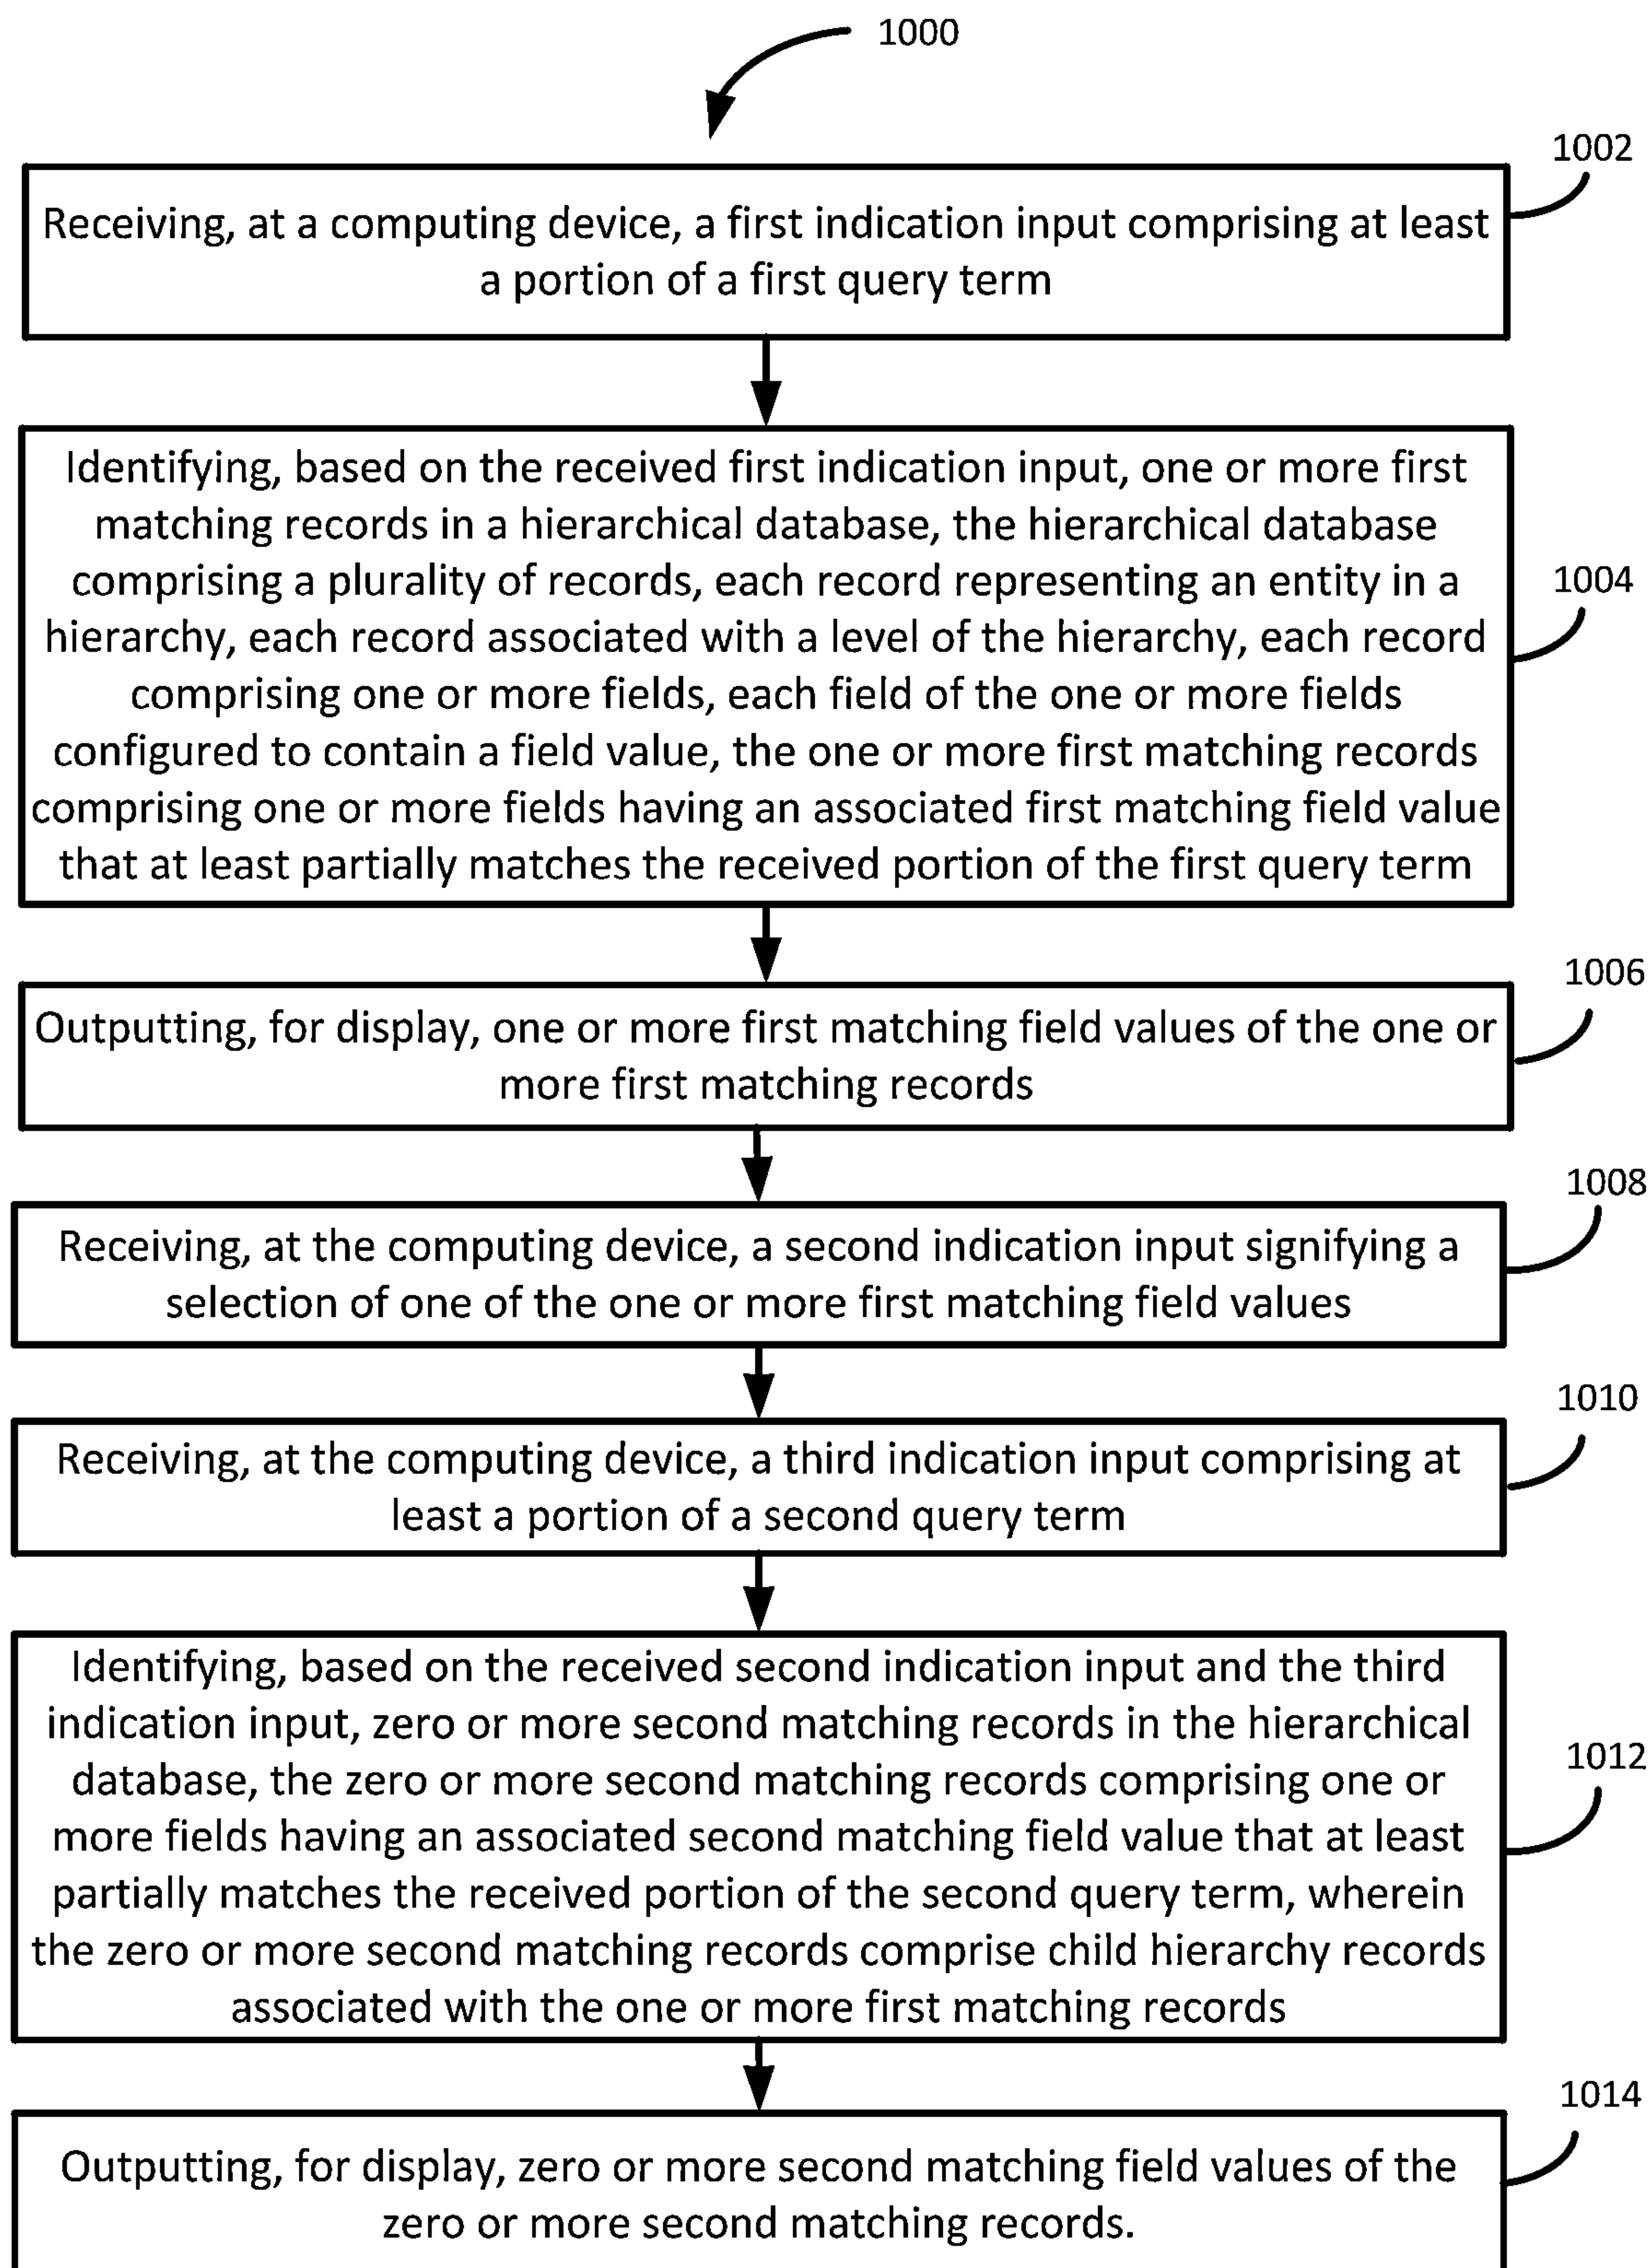 1000
1002
Receiving, at a computing device, a first indication input comprising at least
a portion of a first query term
Identifying, based on the received first indication input, one or more first
matching records in a hierarchical database, the hierarchical database
comprising a plurality of records, each record representing an entity in a
hierarchy, each record associated with a level of the hierarchy, each record
comprising one or more fields, each field of the one or more fields
configured to contain a field value, the one or more first matching records
comprising one or more fields having an associated first matching field value
that at least partially matches the received portion of the first query term
1004
1006
Outputting, for display, one or more first matching field values of the one or
more first matching records
1008
Receiving, at the computing device, a second indication input signifying a
selection of one of the one or more first matching field values
1010
Receiving, at the computing device, a third indication input comprising at
least a portion of a second query term
Identifying, based on the received second indication input and the third
indication input, zero or more second matching records in the hierarchical
database, the zero or more second matching records comprising one or
more fields having an associated second matching field value that at least
partially matches the received portion of the second query term, wherein
the zero or more second matching records comprise child hierarchy records
associated with the one or more first matching records
1012
1014
Outputting, for display, zero or more second matching field values of the
zero or more second matching records.